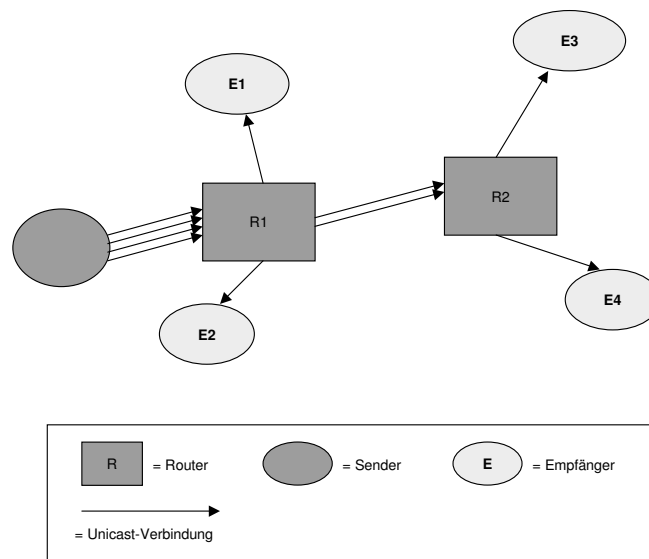 E3
E1
R2
R1
E4
E2
R = Router
= Sender
E = Empfänger
= Unicast-Verbindung